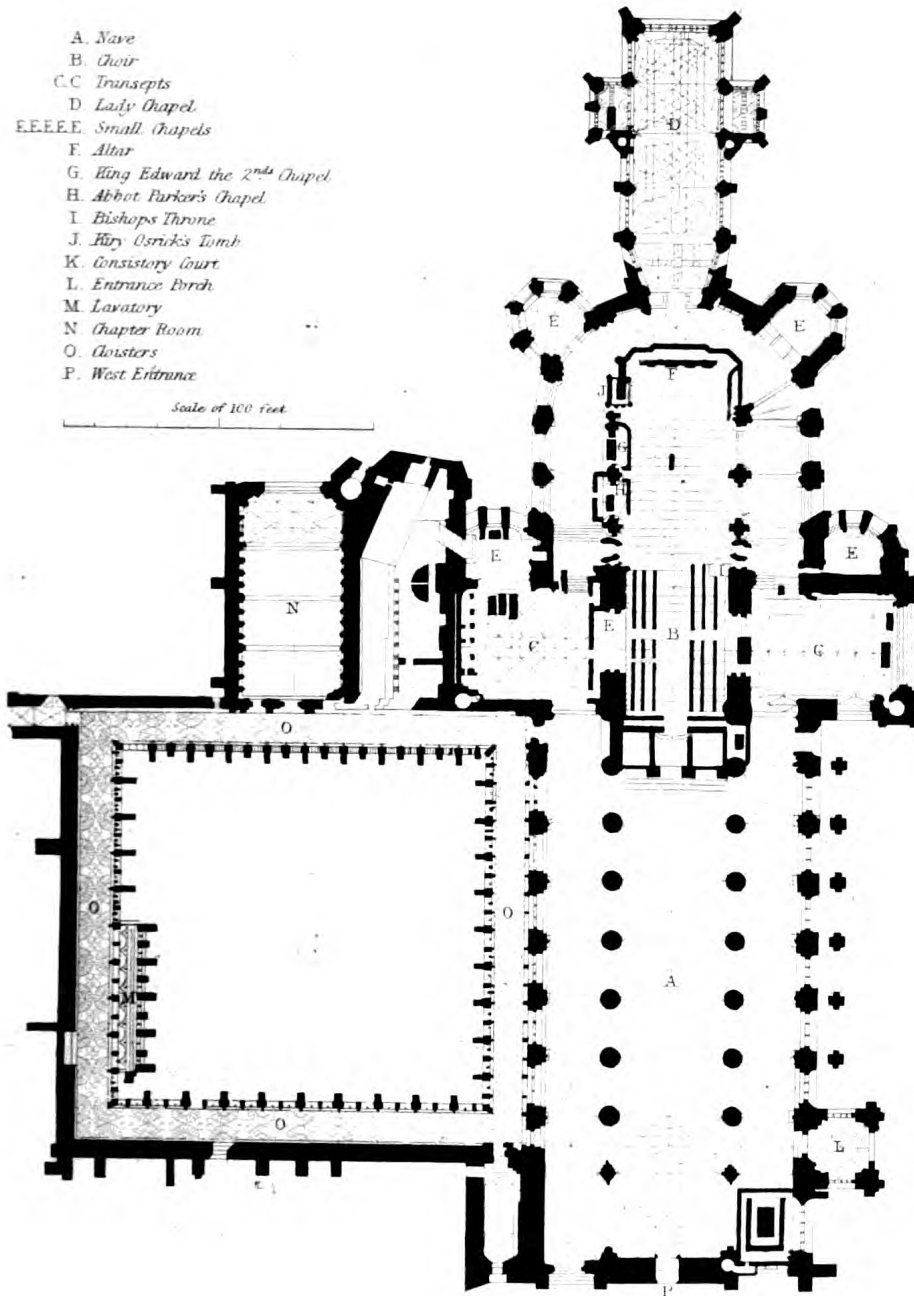 A. Nave
B. Choir
C.C Transepts
D. Lady Chapel
E.E.E.E.E. Small Chapels
F. Altar
G. King Edward the 2nds Chapel
H. Abbot Parker's Chapel
I. Bishops Throne
J. King Osrick's Tomb
K. Consistory Court
L. Entrance Porch
M. Lavatory
N. Chapter Room
O. Cloisters
P. West Entrance
Scale of 100 feet
D
E
E
F
J
G
E
E
N
E
B
C
C
O
O
O
A
M
O
L
P